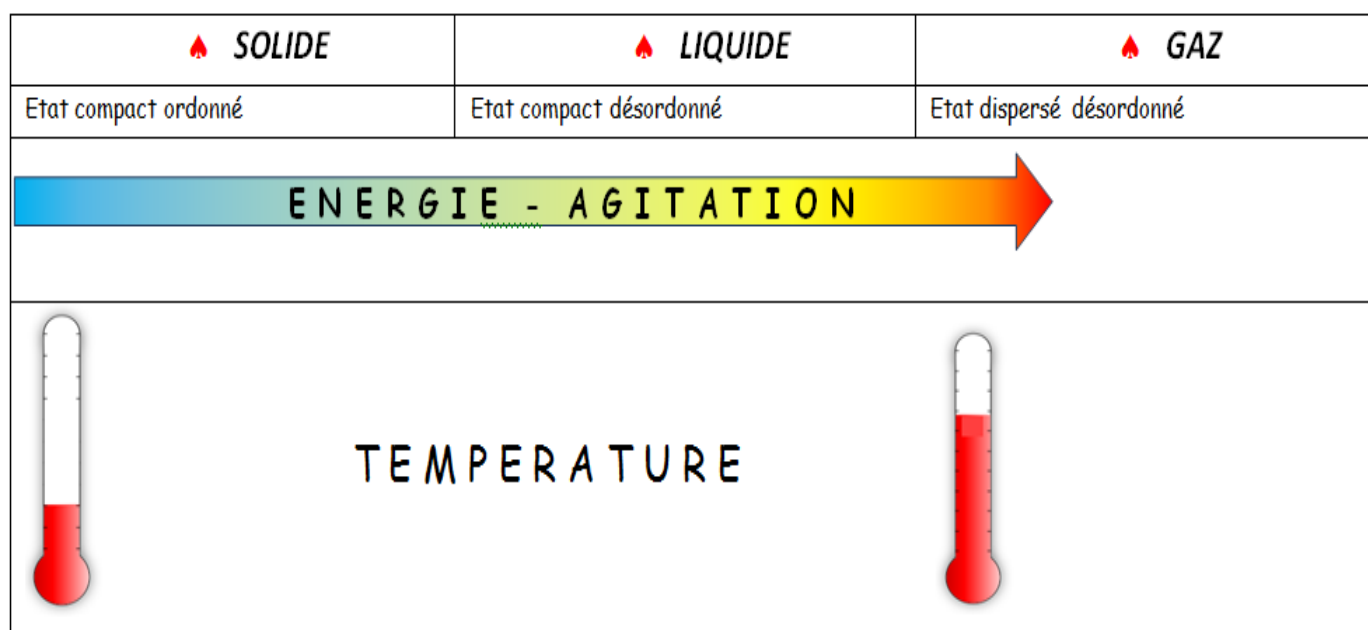 ♠ SOLIDE
♠ LIQUIDE
♠ GAZ
Etat compact ordonné
Etat compact désordonné
Etat dispersé désordonné
ENERGIE - AGITATION
TEMPERATURE